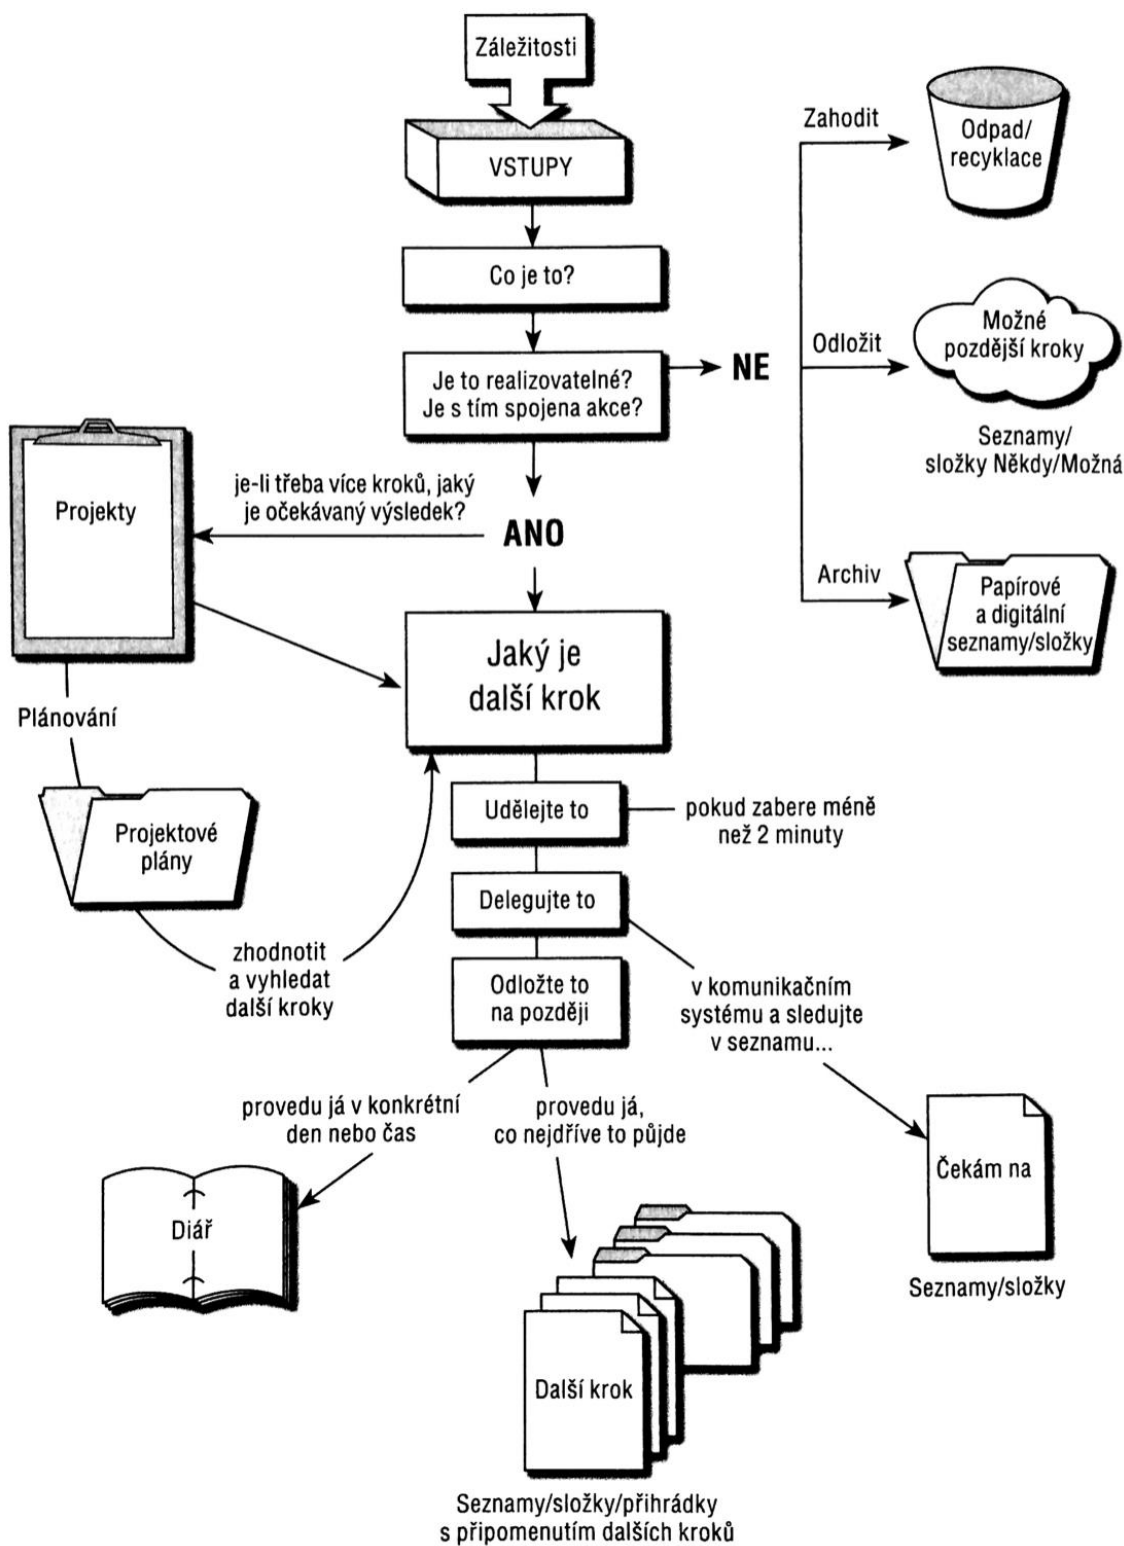 Záležitosti
VSTUPY
Co je to?
Je to realizovatelné?
Je s tím spojena akce?
NE
Zahodit
Odpad/
recyklace
Odložit
Možné
pozdější kroky
Seznamy/
složky Někdy/Možná
Archiv
Papírové
a digitální
seznamy/složky
ANO
je-li třeba více kroků, jaký
je očekávaný výsledek?
Projekty
Plánování
Projektové
plány
zhodnotit
a vyhledat
další kroky
Jaký je
další krok
Udělejte to
pokud zabere méně
než 2 minuty
Delegujte to
v komunikačním
systému a sledujte
v seznamu...
Čekám na
Seznamy/složky
Odložte to
na později
provedu já v konkrétní
den nebo čas
Diář
provedu já,
co nejdříve to půjde
Další krok
Seznamy/složky/přihrádky
s připomenutím dalších kroků